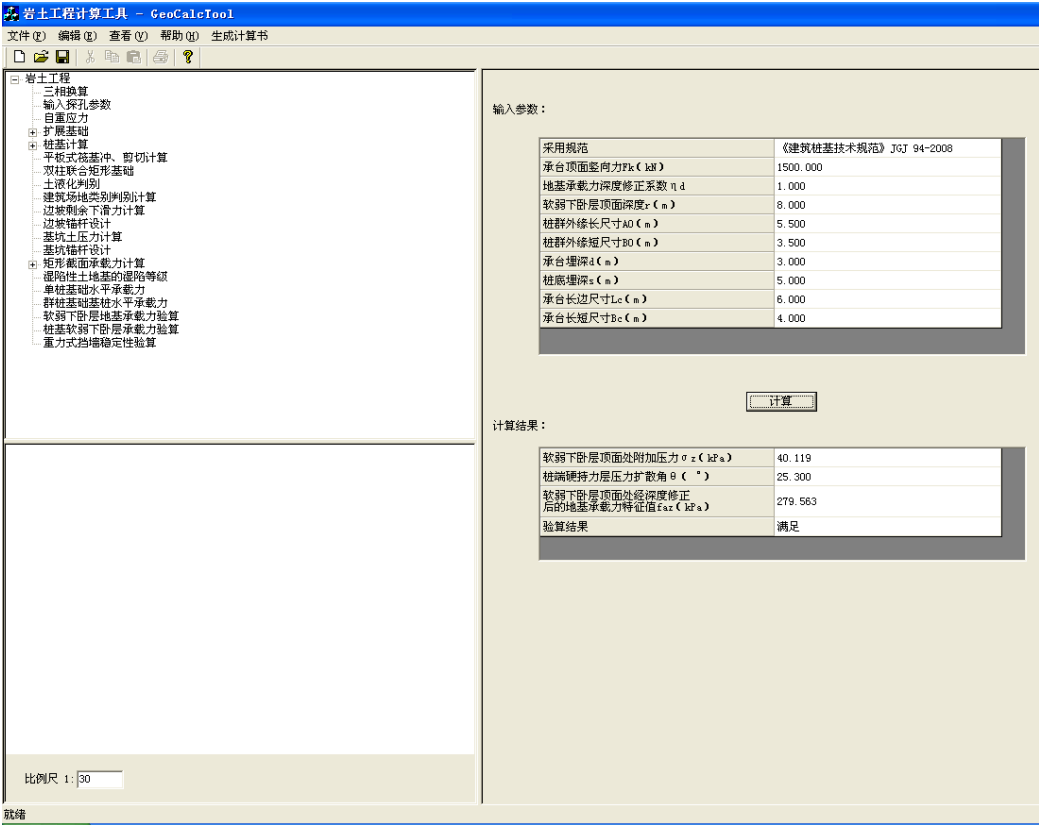 岩土工程计算工具 - GeoCalcTool
文件(F) 编辑(E) 查看(V) 帮助(H) 生成计算书
岩土工程
三相换算
输入探孔参数
自重应力
扩展基础
桩基计算
平板式筏基冲、剪切计算
双柱联合矩形基础
土液化判别
建筑场地类别判别计算
边坡剩余下滑力计算
边坡锚杆设计
基坑土压力计算
基坑锚杆设计
矩形截面承载力计算
湿陷性土地基的湿陷等级
单桩基础水平承载力
群桩基础基桩水平承载力
软弱下卧层地基承载力验算
桩基软弱下卧层承载力验算
重力式挡墙稳定性验算
比例尺 1: 30
就绪
输入参数：
采用规范 《建筑桩基技术规范》JGJ 94-2008
承台顶面竖向力Fk(kN) 1500.000
地基承载力深度修正系数ηd 1.000
软弱下卧层顶面深度r(m) 8.000
桩群外缘长尺寸A0(m) 5.500
桩群外缘短尺寸B0(m) 3.500
承台埋深d(m) 3.000
桩底埋深s(m) 5.000
承台长边尺寸Lc(m) 6.000
承台长短尺寸Bc(m) 4.000
计算
计算结果：
软弱下卧层顶面处附加压力σz(kPa) 40.119
桩端硬持力层压力扩散角θ( °) 25.300
软弱下卧层顶面处经深度修正
后的地基承载力特征值faz(kPa) 279.563
验算结果 满足